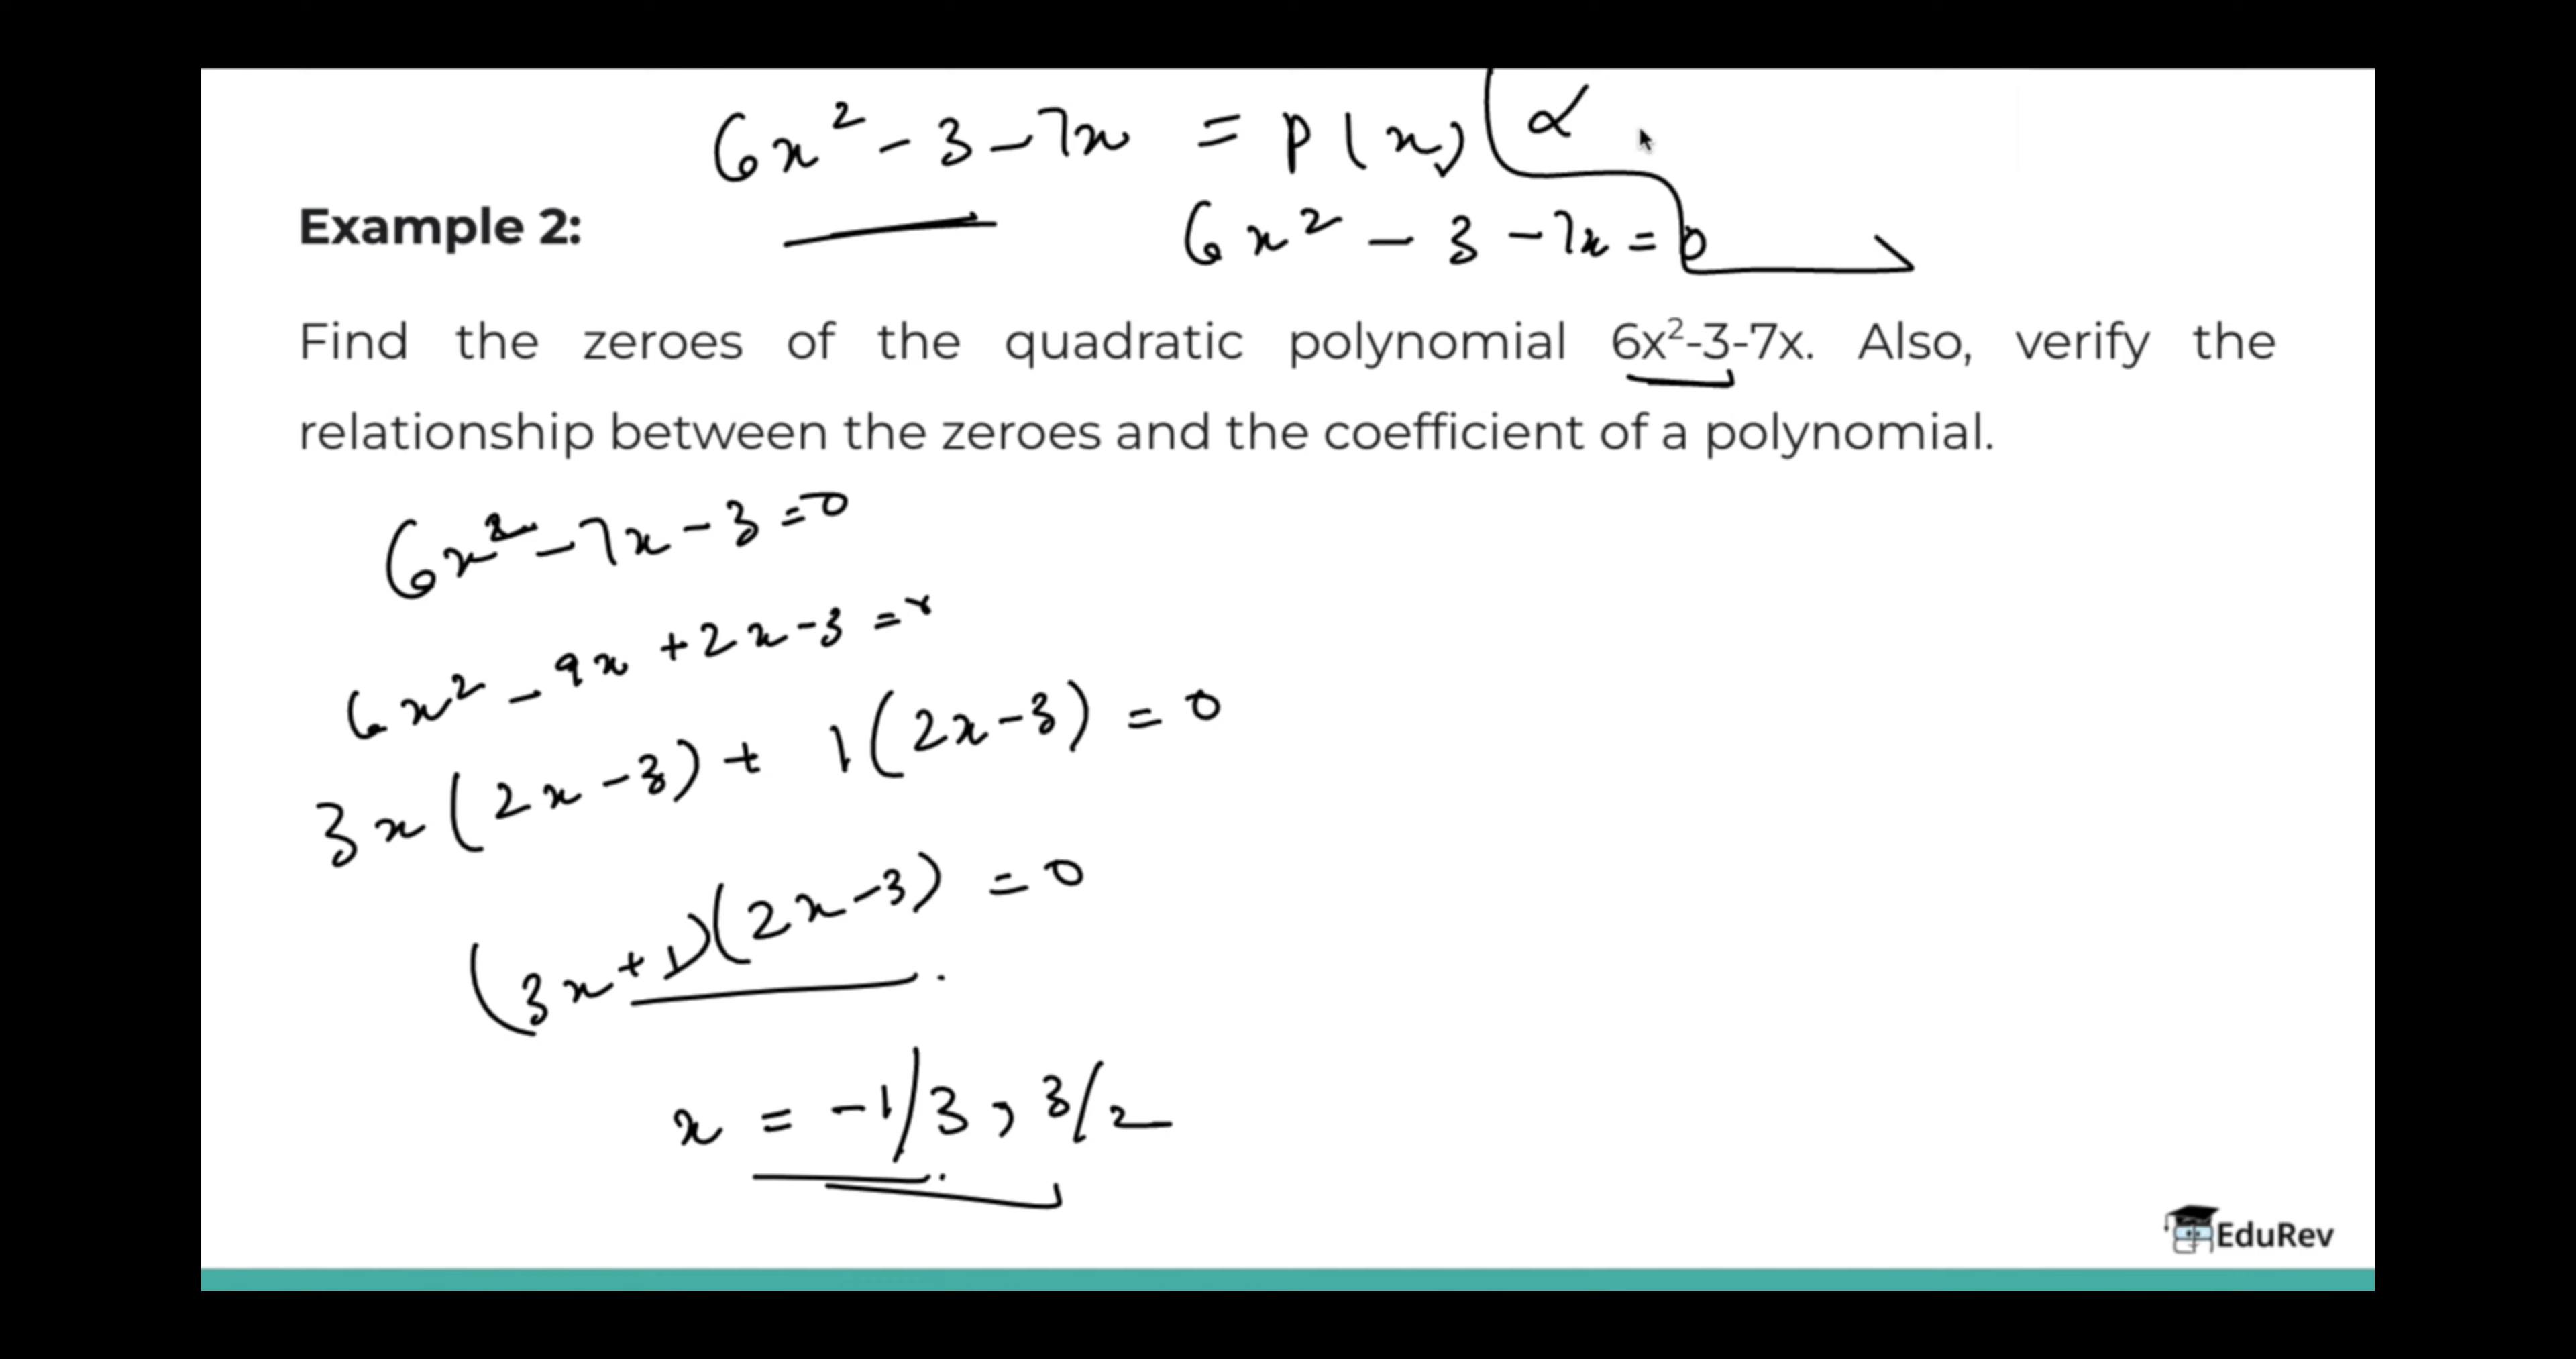 6x² - 3 - 7x = p(x) α
Example 2:
6x² - 3 - 7x = 0
Find the zeroes of the quadratic polynomial 6x²-3-7x. Also, verify the
relationship between the zeroes and the coefficient of a polynomial.
6x² - 7x - 3 = 0
6x² - 9x + 2x - 3 =
3x(2x - 3) + 1(2x - 3) = 0
(3x + 1)(2x - 3) = 0
x = -1/3, 3/2
EduRev